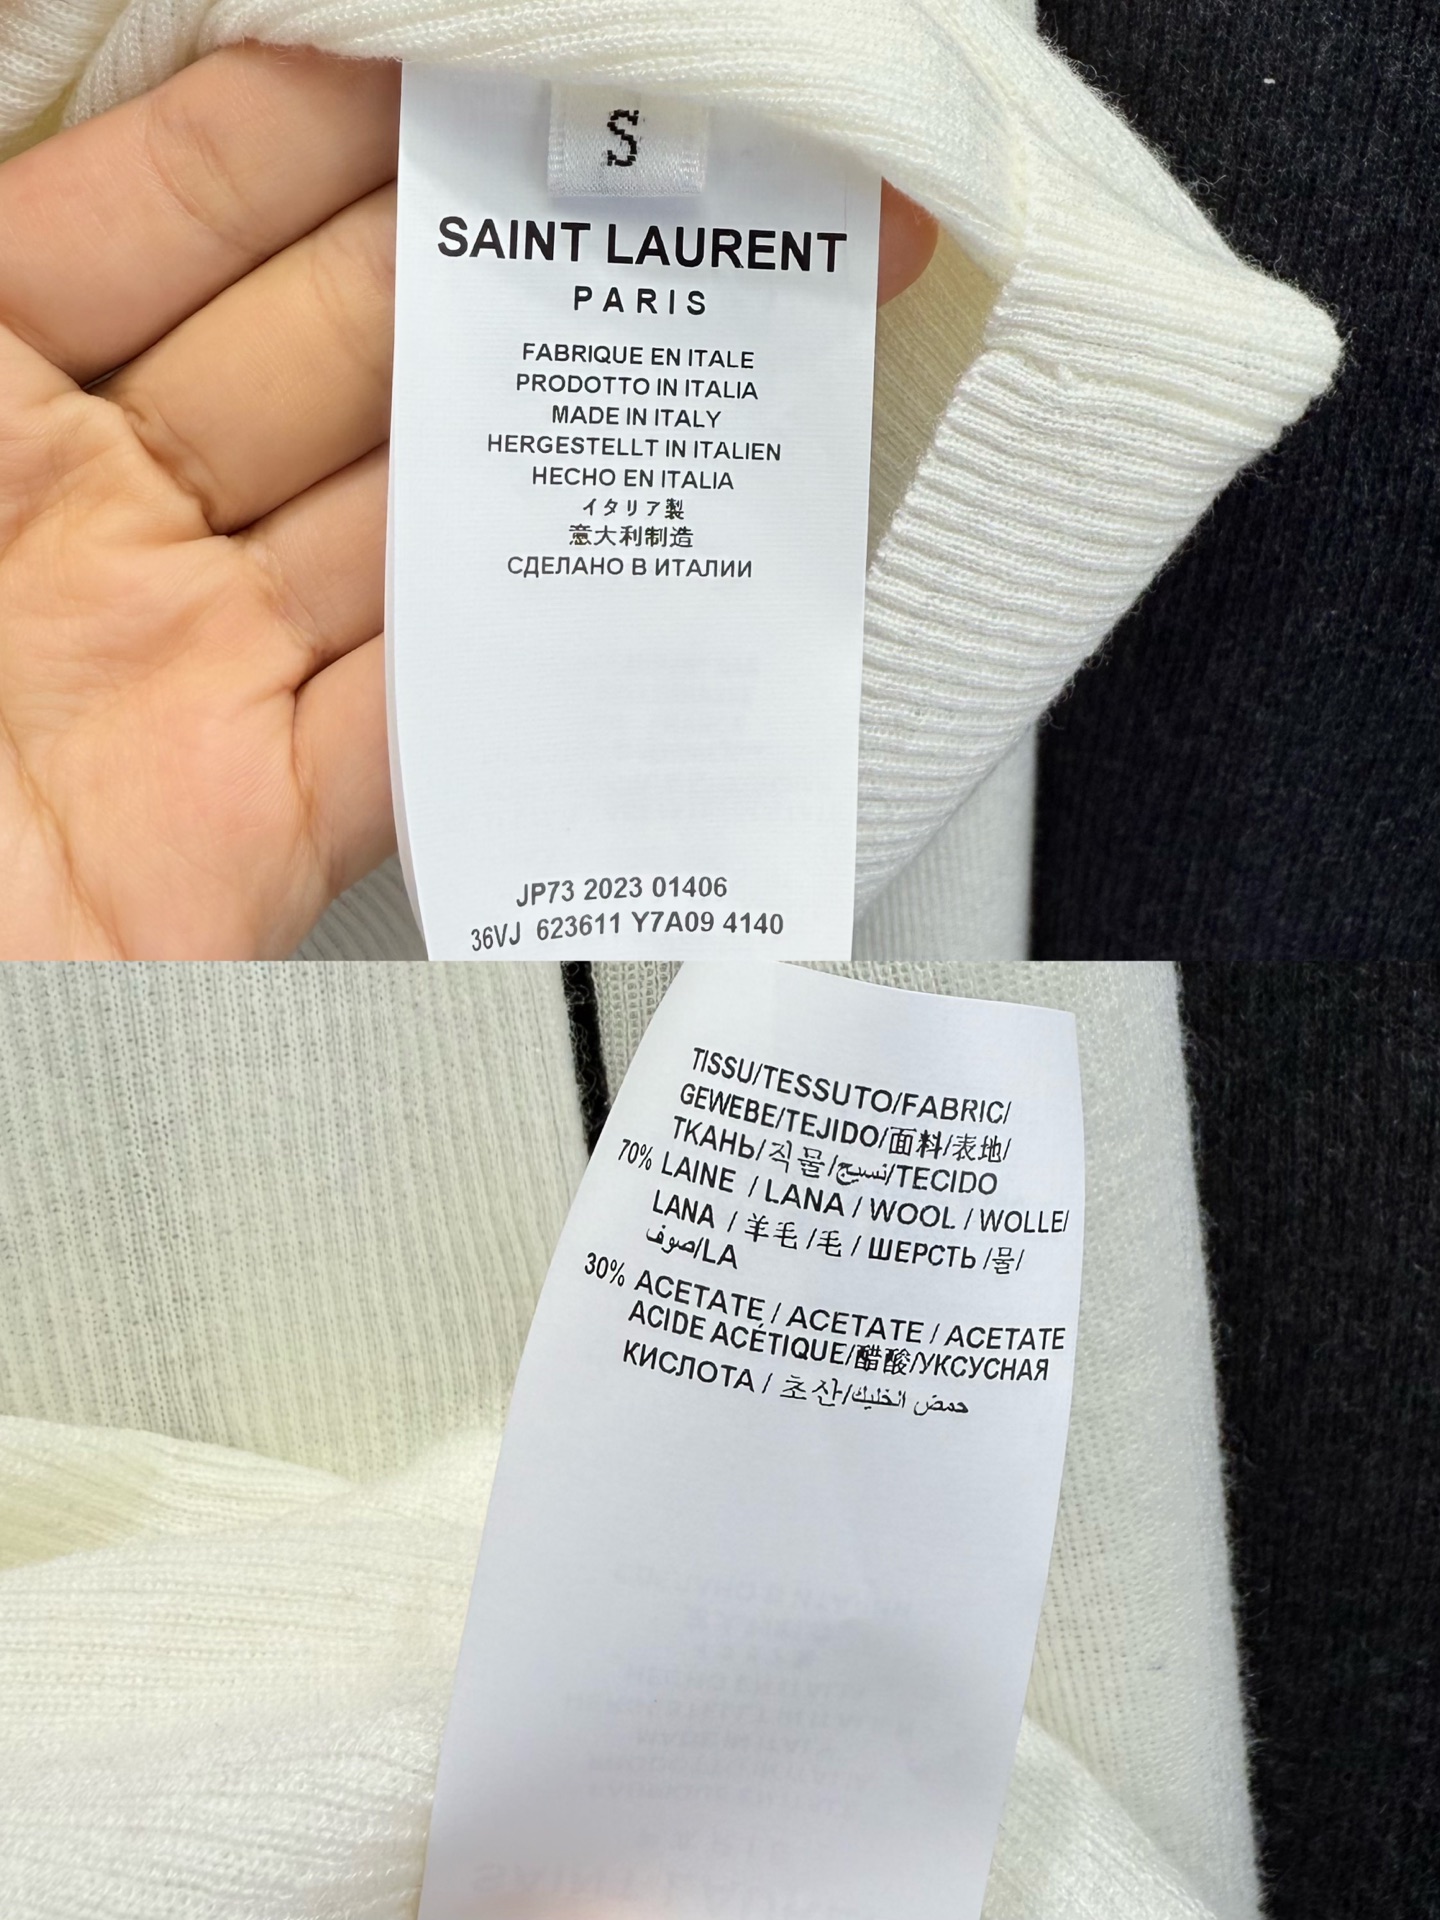 S
SAINT LAURENT
PARIS
FABRIQUE EN ITALE
PRODOTTO IN ITALIA
MADE IN ITALY
HERGESTELLT IN ITALIEN
HECHO EN ITALIA
イタリア製
意大利制造
СДЕЛАНО В ИТАЛИИ
JP73 2023 01406
36VJ 623611 Y7A09 4140
TISSU/TESSUTO/FABRIC/
GEWEBE/TEJIDO/面料/表地/
ТКАНЬ/직물/نسيج/TECIDO
70% LAINE / LANA / WOOL / WOLLE/
LANA / 羊毛 /毛 / ШЕРСТЬ /물/
صوف/LA
30% ACETATE / ACETATE / ACETATE
ACIDE ACÉTIQUE/醋酸/УКСУСНАЯ
КИСЛОТА / 초산/حمض الخليك